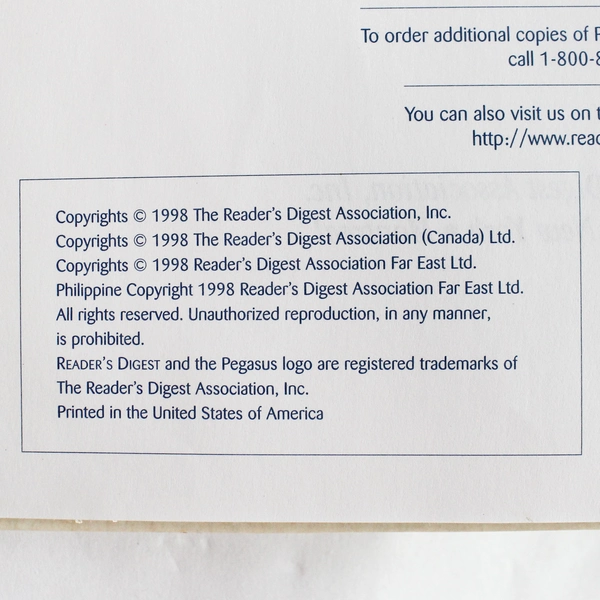 To order additional copies of
call 1-800-
You can also visit us on
http://www.read
Copyrights © 1998 The Reader's Digest Association, Inc.
Copyrights © 1998 The Reader's Digest Association (Canada) Ltd.
Copyrights © 1998 Reader's Digest Association Far East Ltd.
Philippine Copyright 1998 Reader's Digest Association Far East Ltd.
All rights reserved. Unauthorized reproduction, in any manner,
is prohibited.
READER'S DIGEST and the Pegasus logo are registered trademarks of
The Reader's Digest Association, Inc.
Printed in the United States of America